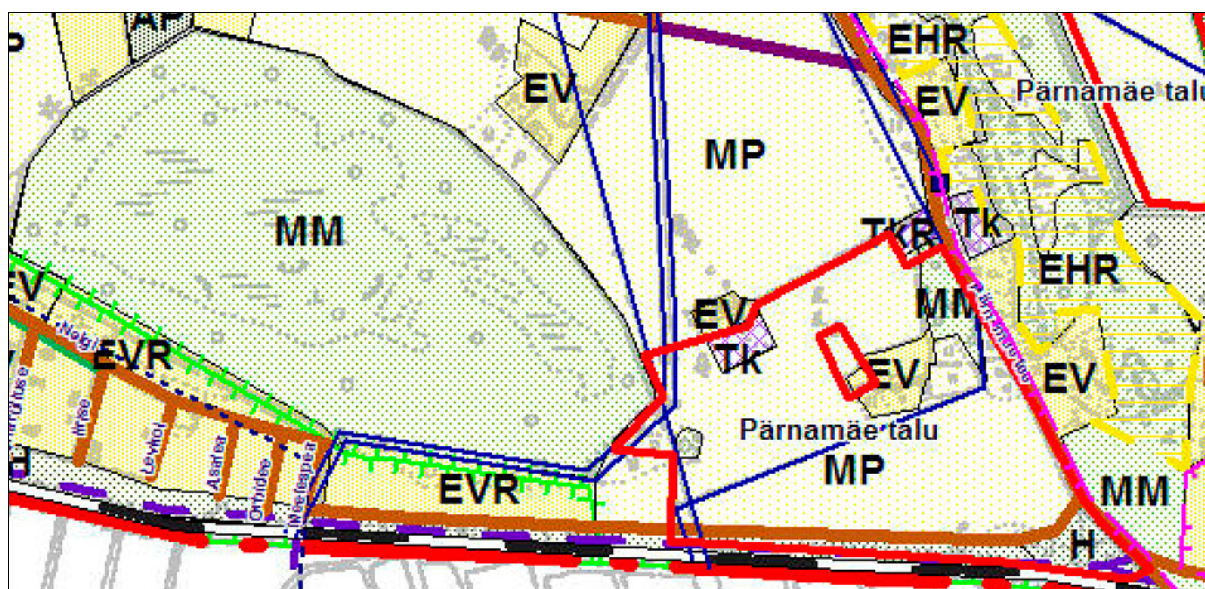 AP
P
EHR
EV
EV
Pärnamäe talu
MP
MM
TkR
Tk
EHR
EV
MM
EV
Tk
Nelgi
EVR
EV
EV
Pärnamäe talu
MP
Iirise
Levkoi
Astelrea
Orhidee
EVR
MM
H
H